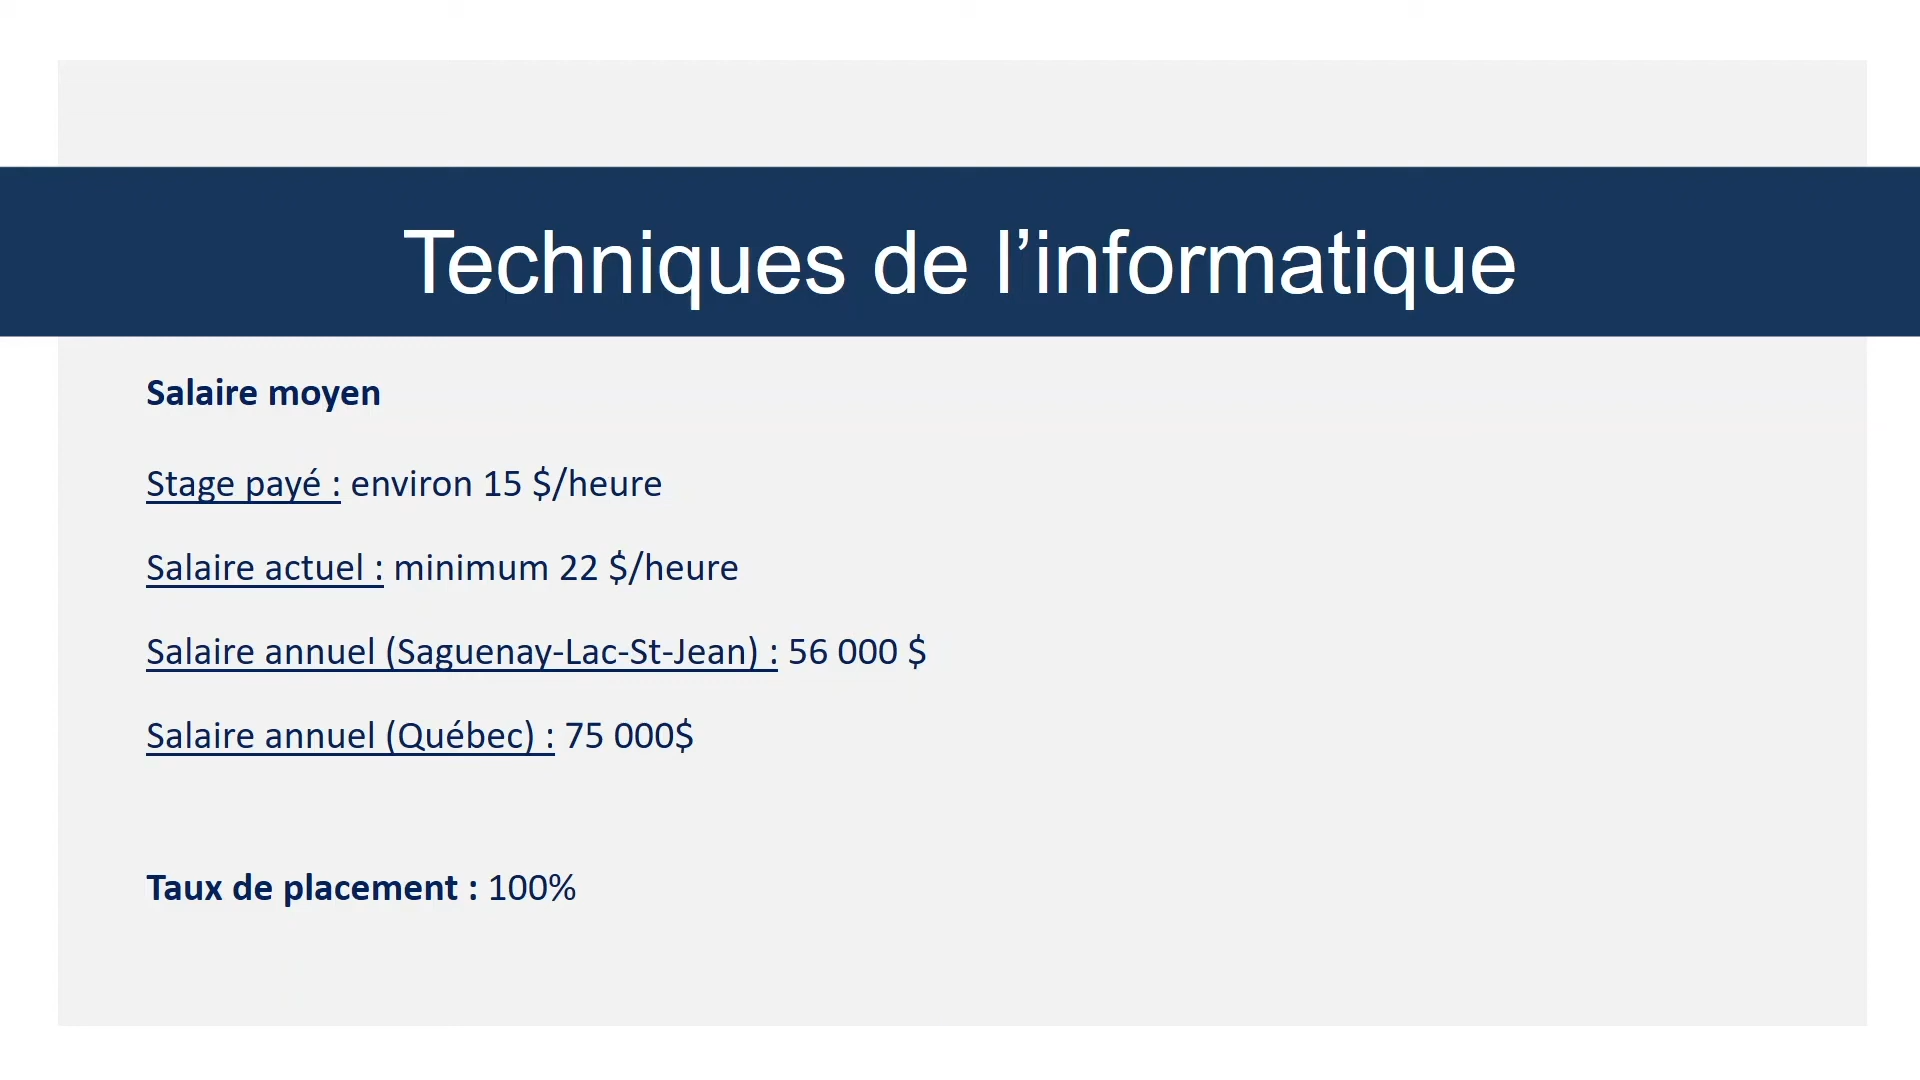 Techniques de l’informatique
Salaire moyen
Stage payé : environ 15 $/heure
Salaire actuel : minimum 22 $/heure
Salaire annuel (Saguenay-Lac-St-Jean) : 56 000 $
Salaire annuel (Québec) : 75 000$
Taux de placement : 100%